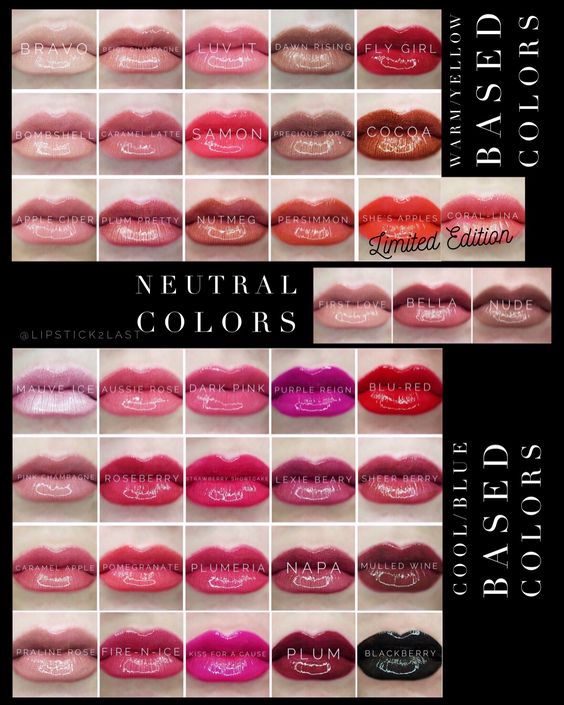 BRAVO
BEIGE CHAMPAGNE
LUV IT
DAWN RISING
FLY GIRL
BOMBSHELL
CARAMEL LATTE
SAMON
PRECIOUS TOPAZ
COCOA
APPLE CIDER
PLUM PRETTY
NUTMEG
PERSIMMON
SHE'S APPLES
CORAL-LINA
Limited Edition
WARM/YELLOW
BASED
COLORS
NEUTRAL
COLORS
FIRST LOVE
BELLA
NUDE
@LIPSTICK2LAST
MAUVE ICE
AUSSIE ROSE
DARK PINK
PURPLE REIGN
BLU-RED
PINK CHAMPAGNE
ROSEBERRY
STRAWBERRY SHORTCAKE
LEXIE BEARY
SHEER BERRY
CARAMEL APPLE
POMEGRANATE
PLUMERIA
NAPA
MULLED WINE
PRALINE ROSE
FIRE-N-ICE
KISS FOR A CAUSE
PLUM
BLACKBERRY
COOL/BLUE
BASED
COLORS